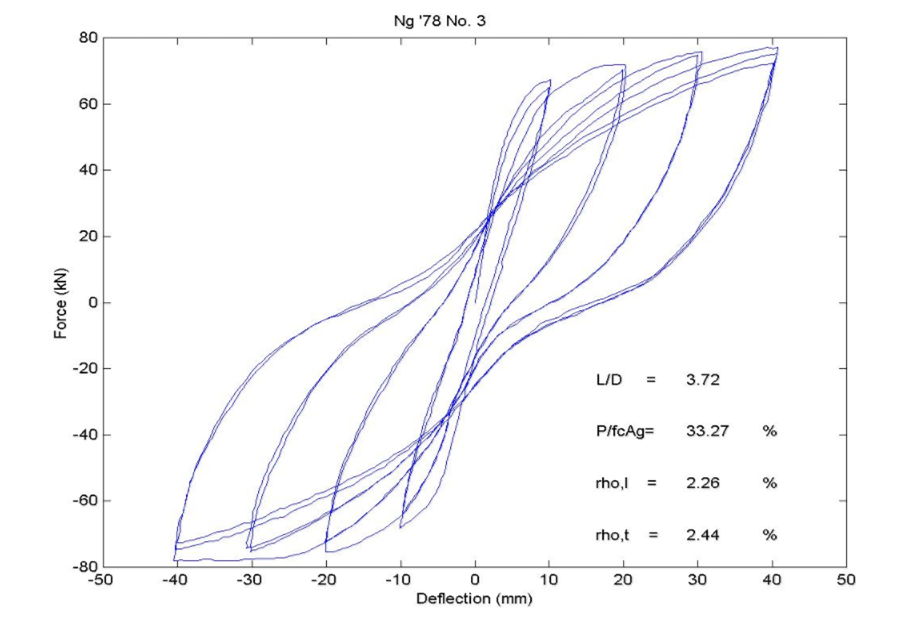 Ng '78 No. 3
80
60
40
20
0
-20
-40
-60
-80
Force (kN)
L/D = 3.72
P/fcAg= 33.27 %
rho,l = 2.26 %
rho,t = 2.44 %
-50 -40 -30 -20 -10 0 10 20 30 40 50
Deflection (mm)